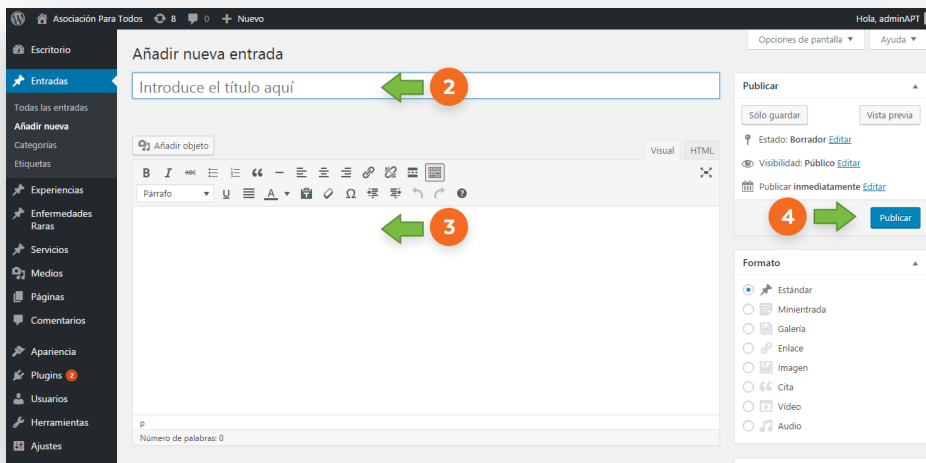 Asociación Para Todos 8 0 + Nuevo Hola, adminAPT
Opciones de pantalla ▼ Ayuda ▼
Escritorio
Entradas
Todas las entradas
Añadir nueva
Categorías
Etiquetas
Experiencias
Enfermedades
Raras
Servicios
Medios
Páginas
Comentarios
Apariencia
Plugins 2
Usuarios
Herramientas
Ajustes
Añadir nueva entrada
Introduce el título aquí
2
Añadir objeto
Visual HTML
B I ABC
Párrafo U A Ω
3
p
Número de palabras: 0
Publicar
Sólo guardar Vista previa
Estado: Borrador Editar
Visibilidad: Público Editar
Publicar inmediatamente Editar
4 Publicar
Formato
Estándar
Minientrada
Galería
Enlace
Imagen
Cita
Vídeo
Audio